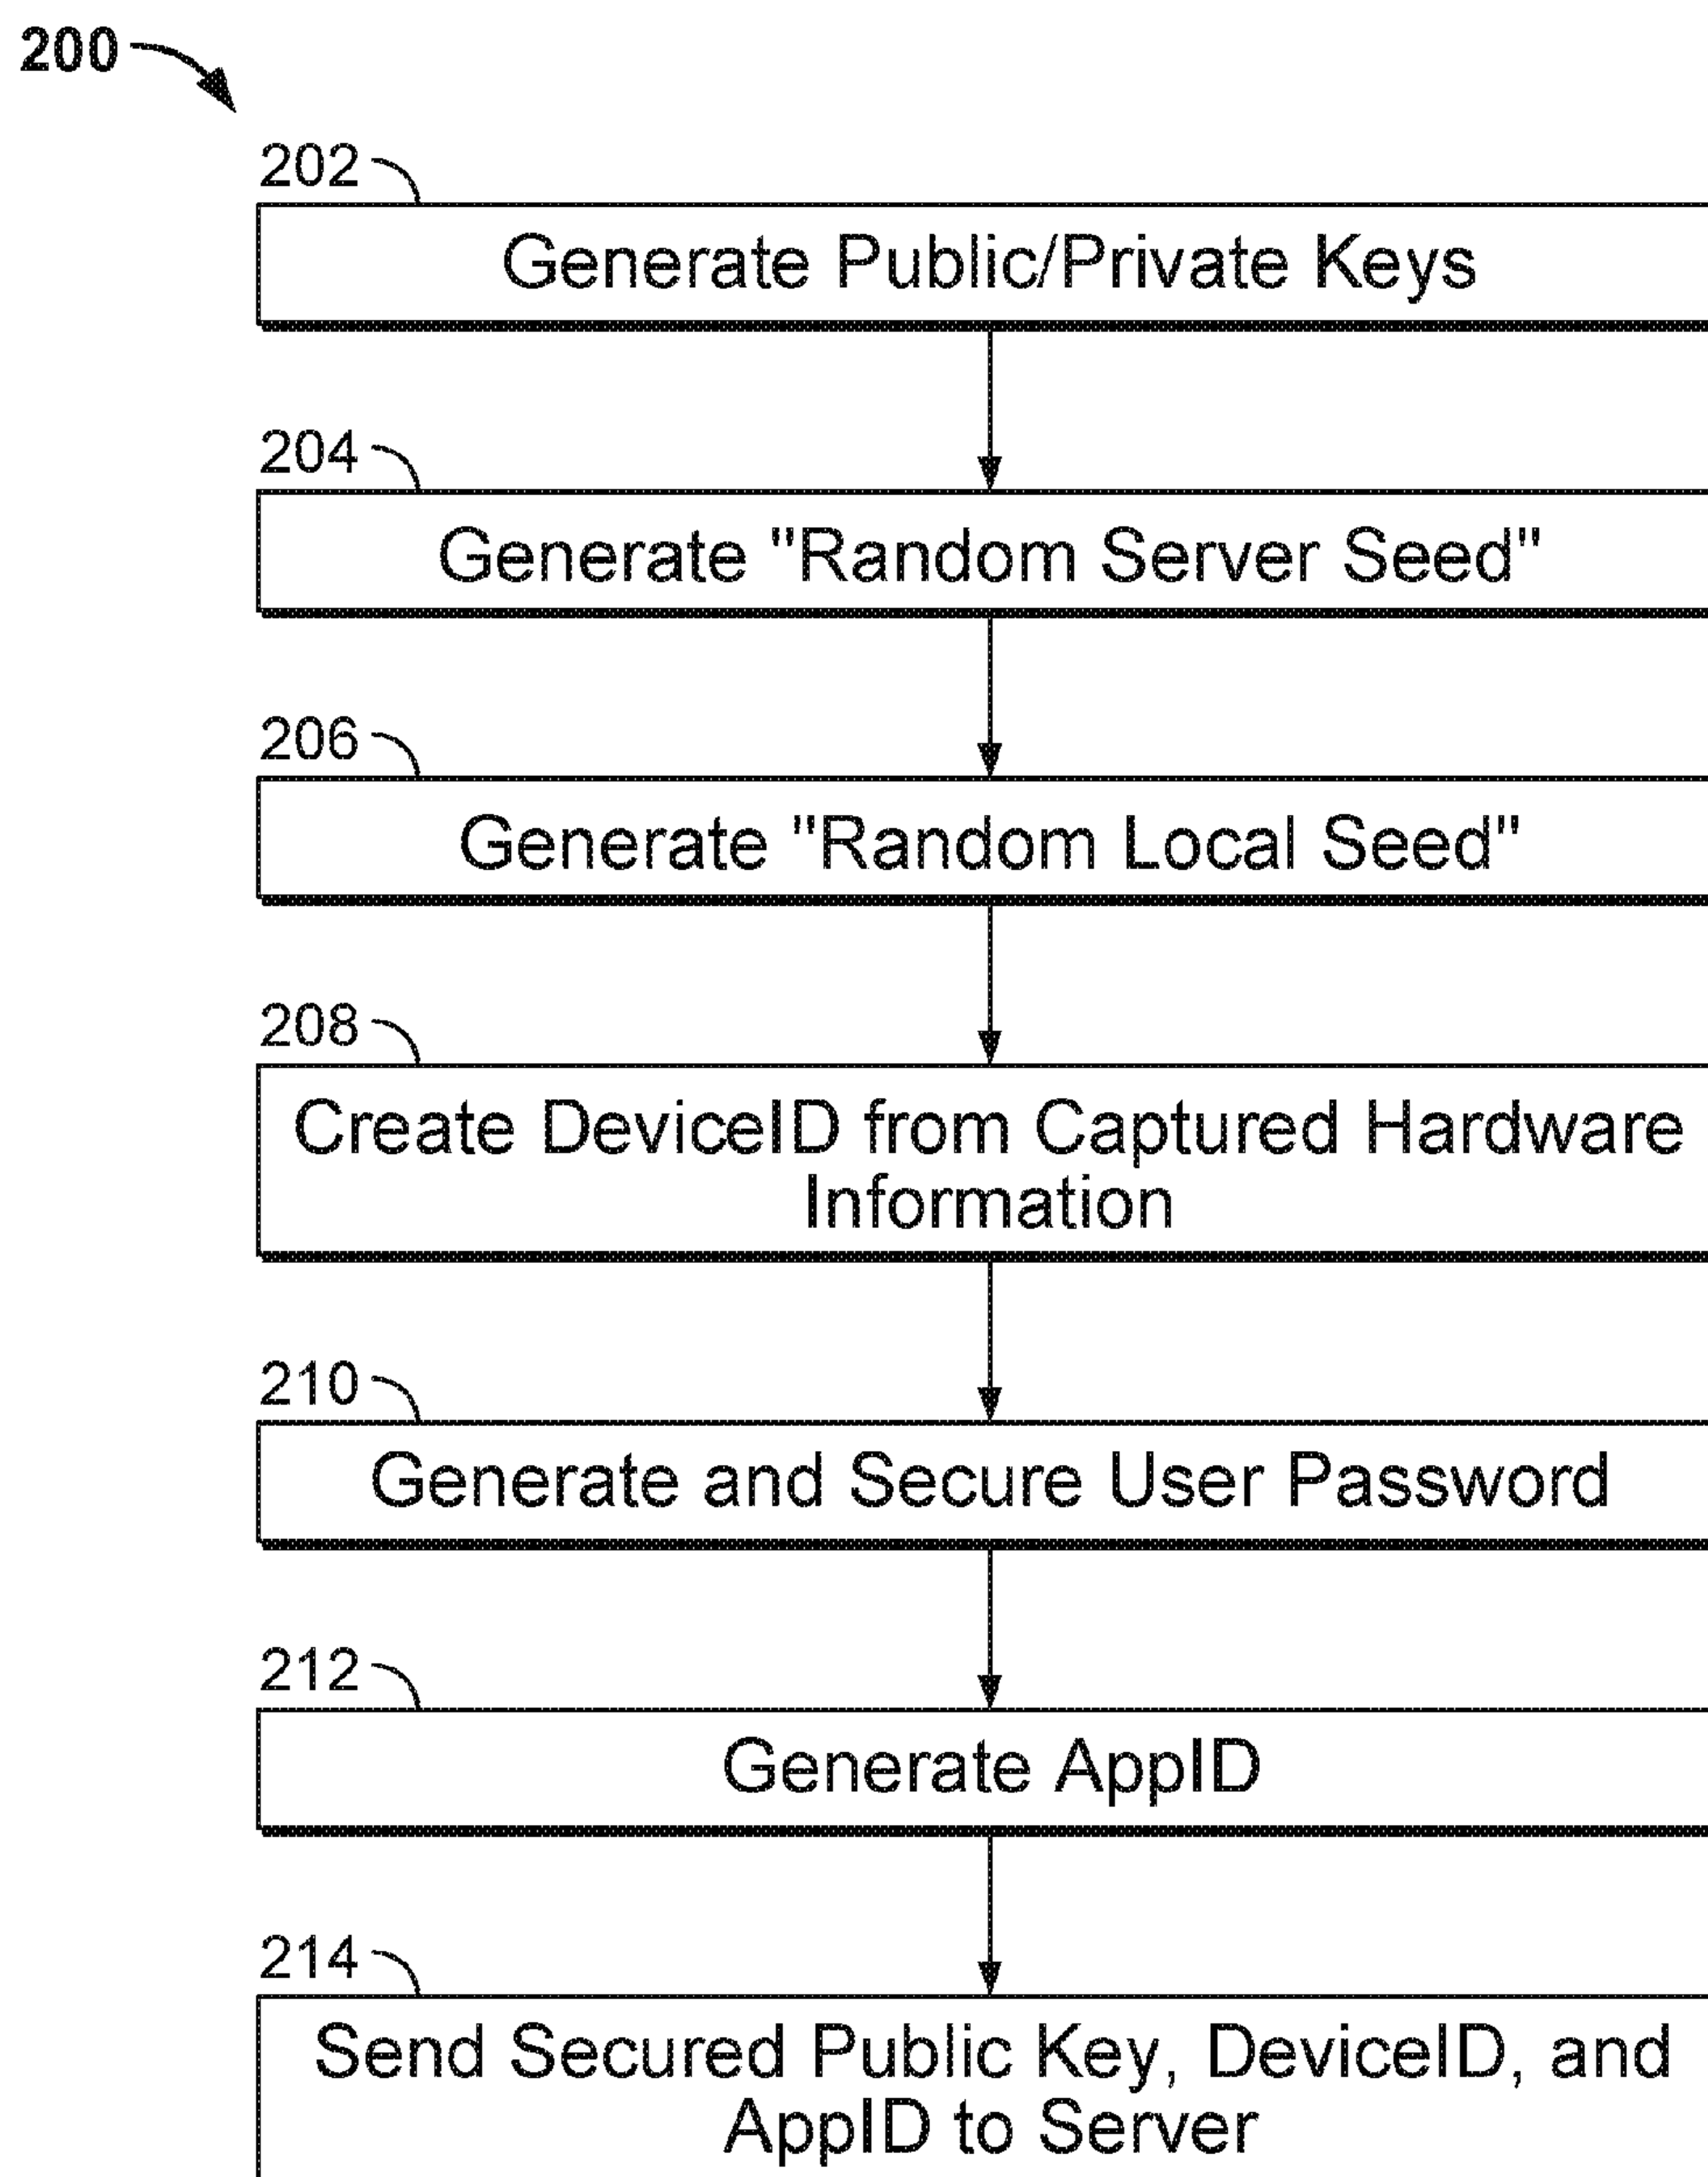 200
202
Generate Public/Private Keys
204
Generate "Random Server Seed"
206
Generate "Random Local Seed"
208
Create DeviceID from Captured Hardware
Information
210
Generate and Secure User Password
212
Generate AppID
214
Send Secured Public Key, DeviceID, and
AppID to Server